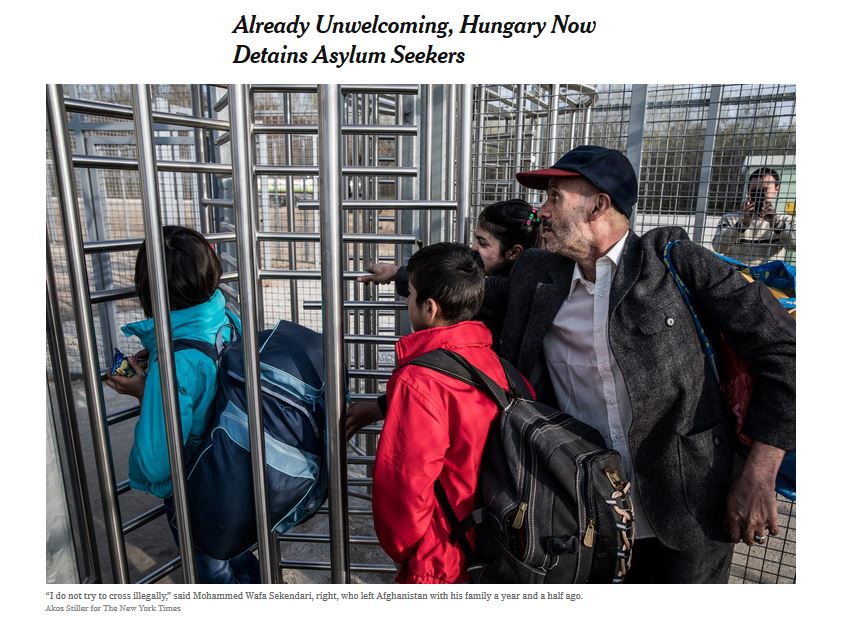 Already Unwelcoming, Hungary Now
Detains Asylum Seekers
“I do not try to cross illegally,” said Mohammed Wafa Sekendari, right, who left Afghanistan with his family a year and a half ago.
Akos Stiller for The New York Times